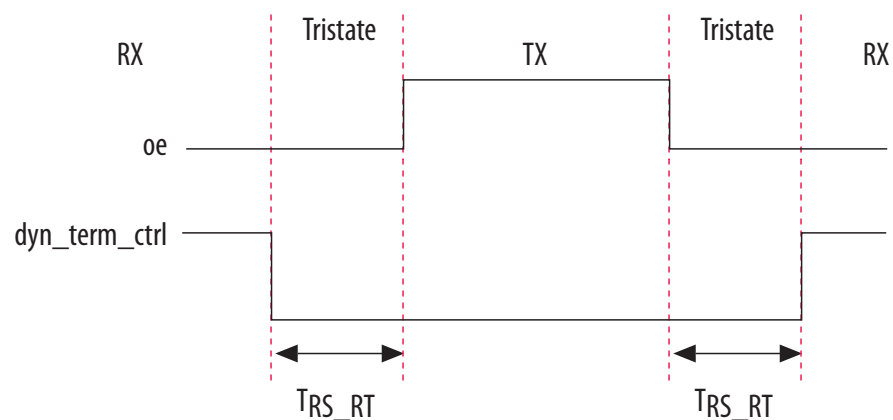 Tristate
Tristate
RX
TX
RX
oe
dyn_term_ctrl
TRS_RT
TRS_RT